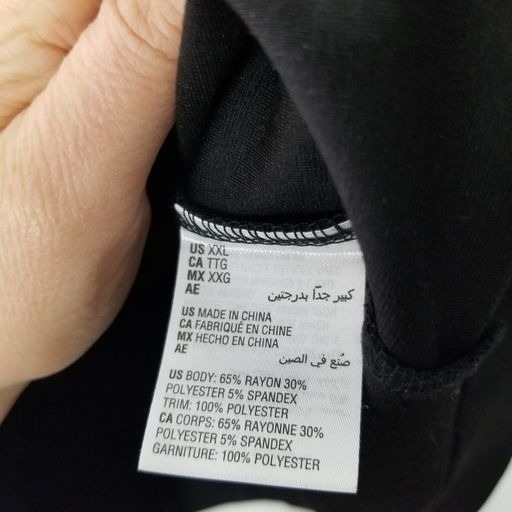 US XXL
CA TTG
MX XXG
AE كبير جدّاً بدرجتين
US MADE IN CHINA
CA FABRIQUÉ EN CHINE
MX HECHO EN CHINA
AE صُنع في الصين
US BODY: 65% RAYON 30%
POLYESTER 5% SPANDEX
TRIM: 100% POLYESTER
CA CORPS: 65% RAYONNE 30%
POLYESTER 5% SPANDEX
GARNITURE: 100% POLYESTER